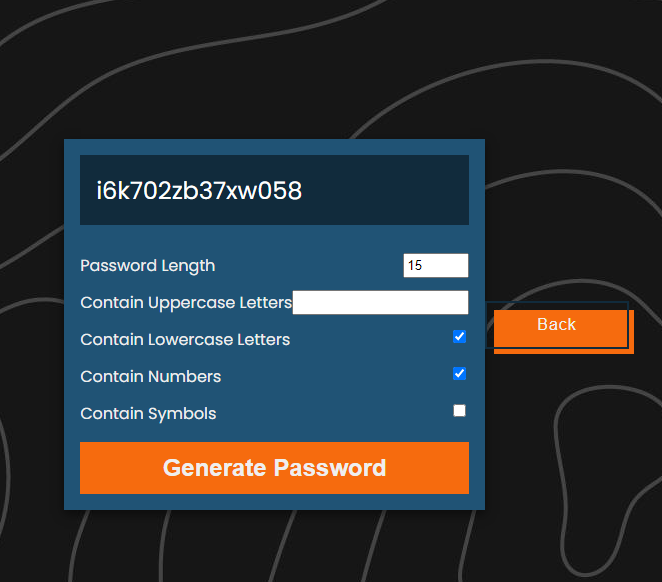 i6k702zb37xw058
Password Length 15
Contain Uppercase Letters
Contain Lowercase Letters
Contain Numbers
Contain Symbols
Generate Password
Back